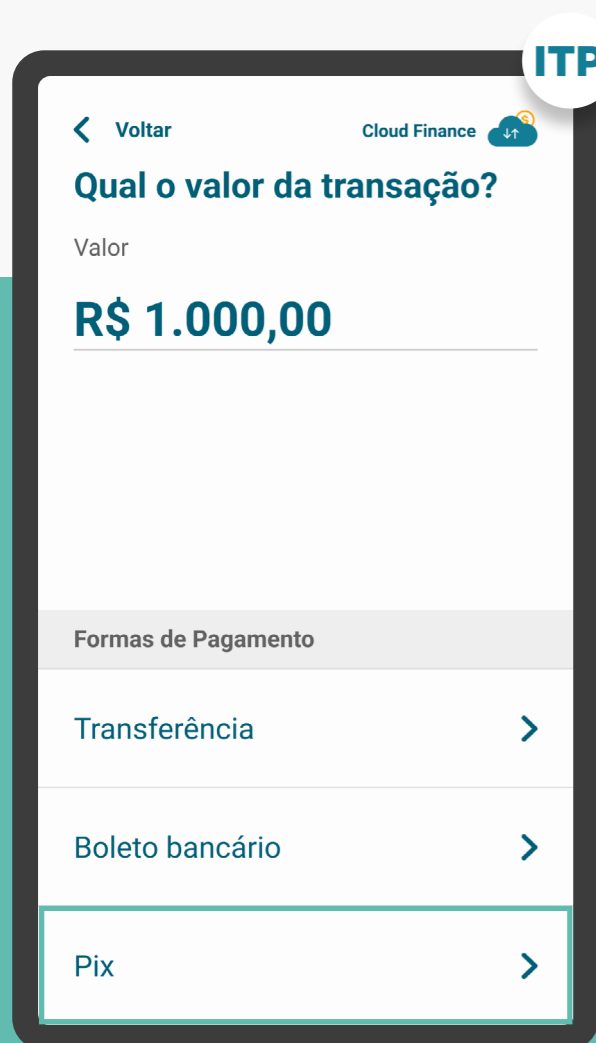 ITP
Voltar
Cloud Finance
Qual o valor da transação?
Valor
R$ 1.000,00
Formas de Pagamento
Transferência
Boleto bancário
Pix